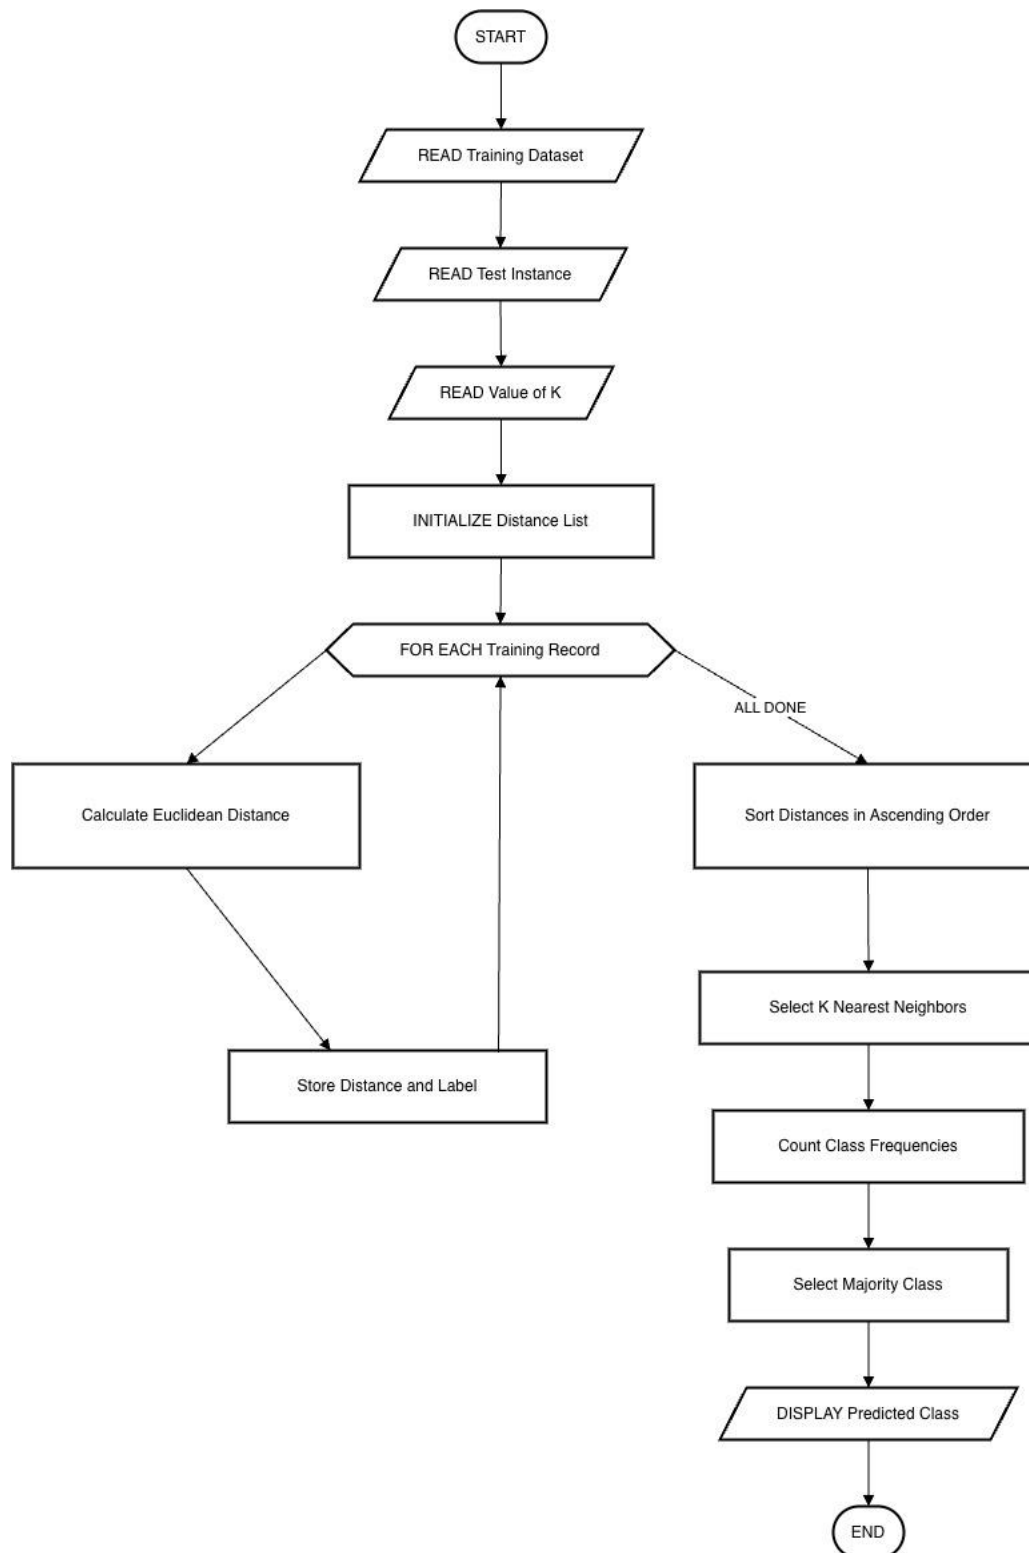 START
READ Training Dataset
READ Test Instance
READ Value of K
INITIALIZE Distance List
FOR EACH Training Record
ALL DONE
Calculate Euclidean Distance
Sort Distances in Ascending Order
Select K Nearest Neighbors
Store Distance and Label
Count Class Frequencies
Select Majority Class
DISPLAY Predicted Class
END